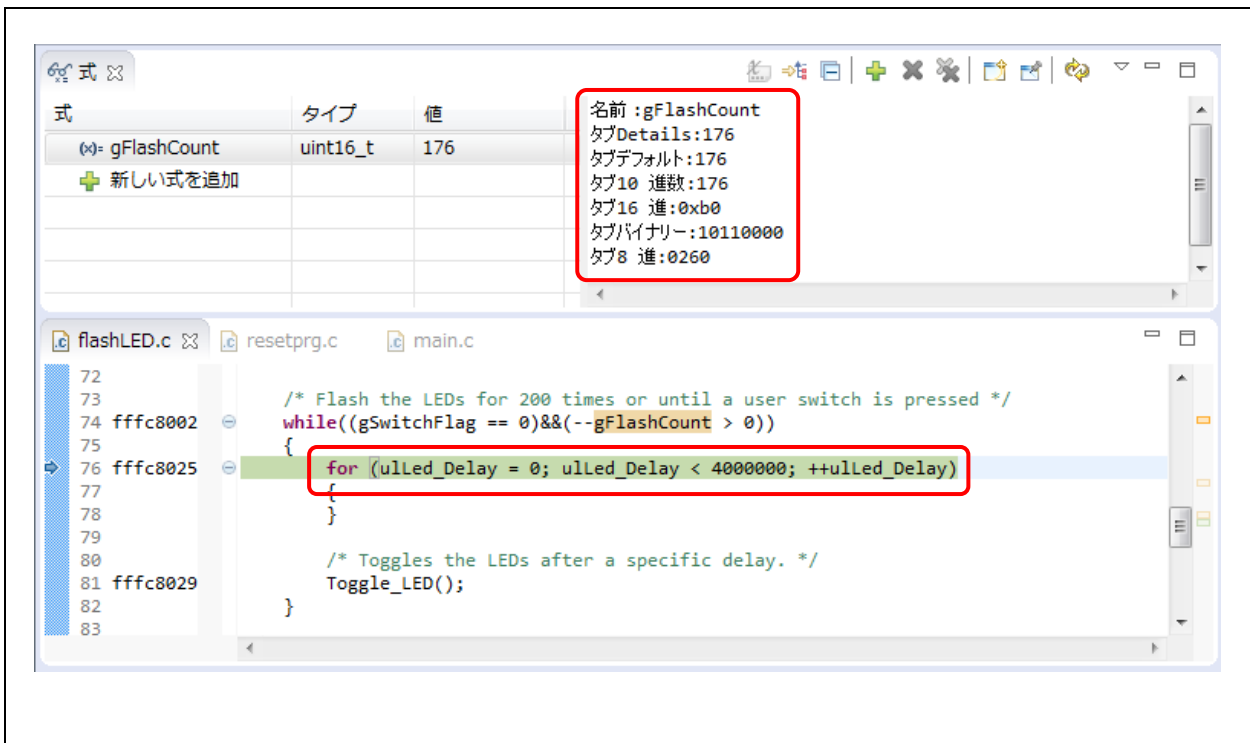 式
式 タイプ 値
(x)= gFlashCount uint16_t 176
新しい式を追加
名前 :gFlashCount
タブDetails:176
タブデフォルト:176
タブ10 進数:176
タブ16 進:0xb0
タブバイナリー:10110000
タブ8 進:0260
flashLED.c resetprg.c main.c
72
73 /* Flash the LEDs for 200 times or until a user switch is pressed */
74 fffc8002 while((gSwitchFlag == 0)&&(--gFlashCount > 0))
75 {
76 fffc8025 for (ulLed_Delay = 0; ulLed_Delay < 4000000; ++ulLed_Delay)
77 {
78 }
79
80 /* Toggles the LEDs after a specific delay. */
81 fffc8029 Toggle_LED();
82 }
83